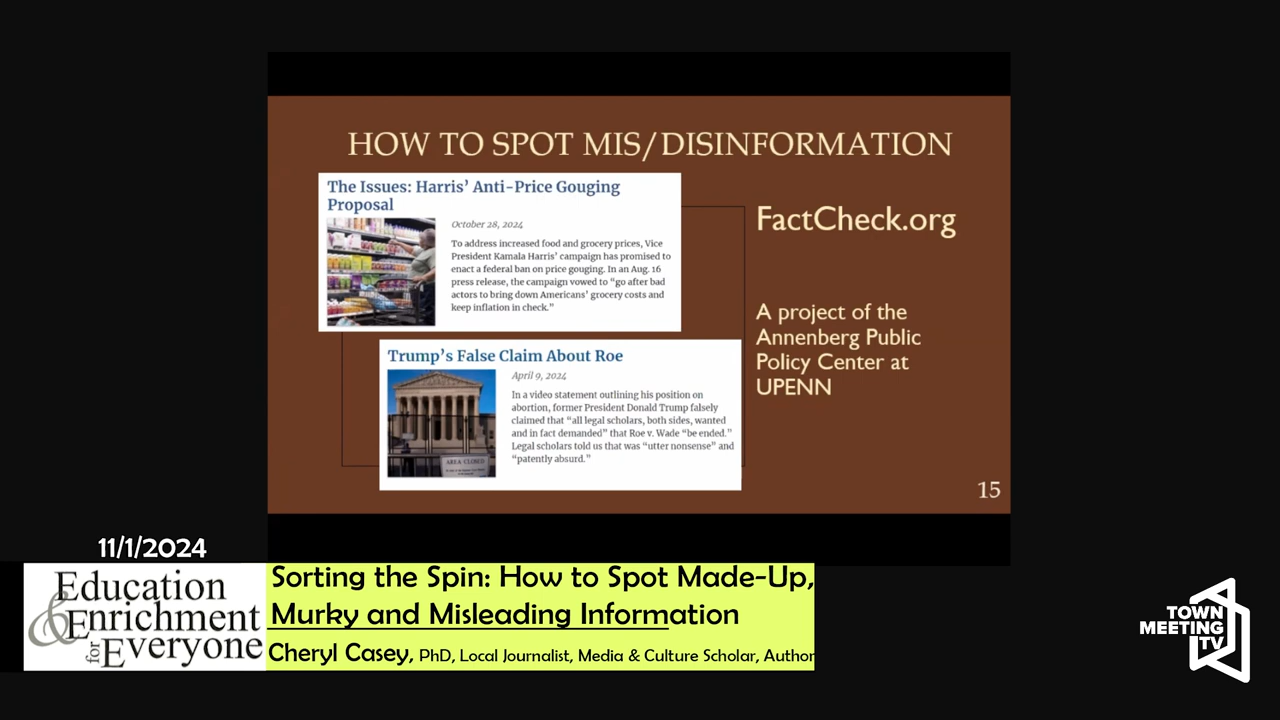 HOW TO SPOT MIS/DISINFORMATION
The Issues: Harris' Anti-Price Gouging
Proposal
October 28, 2024
To address increased food and grocery prices, Vice
President Kamala Harris' campaign has promised to
enact a federal ban on price gouging. In an Aug. 16
press release, the campaign vowed to "go after bad
actors to bring down Americans' grocery costs and
keep inflation in check."
Trump's False Claim About Roe
April 9, 2024
In a video statement outlining his position on
abortion, former President Donald Trump falsely
claimed that "all legal scholars, both sides, wanted
and in fact demanded" that Roe v. Wade "be ended."
Legal scholars told us that was "utter nonsense" and
"patently absurd."
AREA CLOSED
FactCheck.org
A project of the
Annenberg Public
Policy Center at
UPENN
15
11/1/2024
Education
& Enrichment
for Everyone
Sorting the Spin: How to Spot Made-Up,
Murky and Misleading Information
Cheryl Casey, PhD, Local Journalist, Media & Culture Scholar, Author
TOWN
MEETING
TV